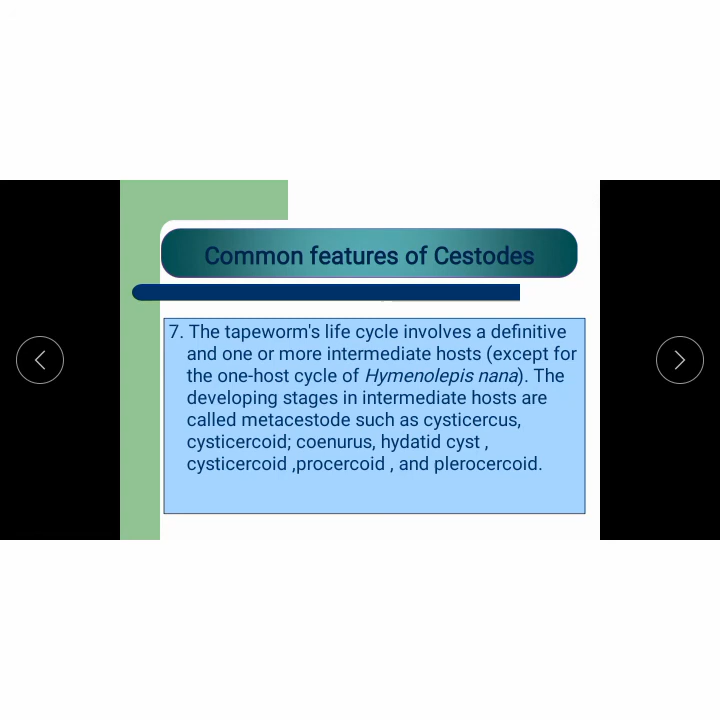 Common features of Cestodes
7. The tapeworm's life cycle involves a definitive
and one or more intermediate hosts (except for
the one-host cycle of Hymenolepis nana). The
developing stages in intermediate hosts are
called metacestode such as cysticercus,
cysticercoid; coenurus, hydatid cyst ,
cysticercoid ,procercoid , and plerocercoid.